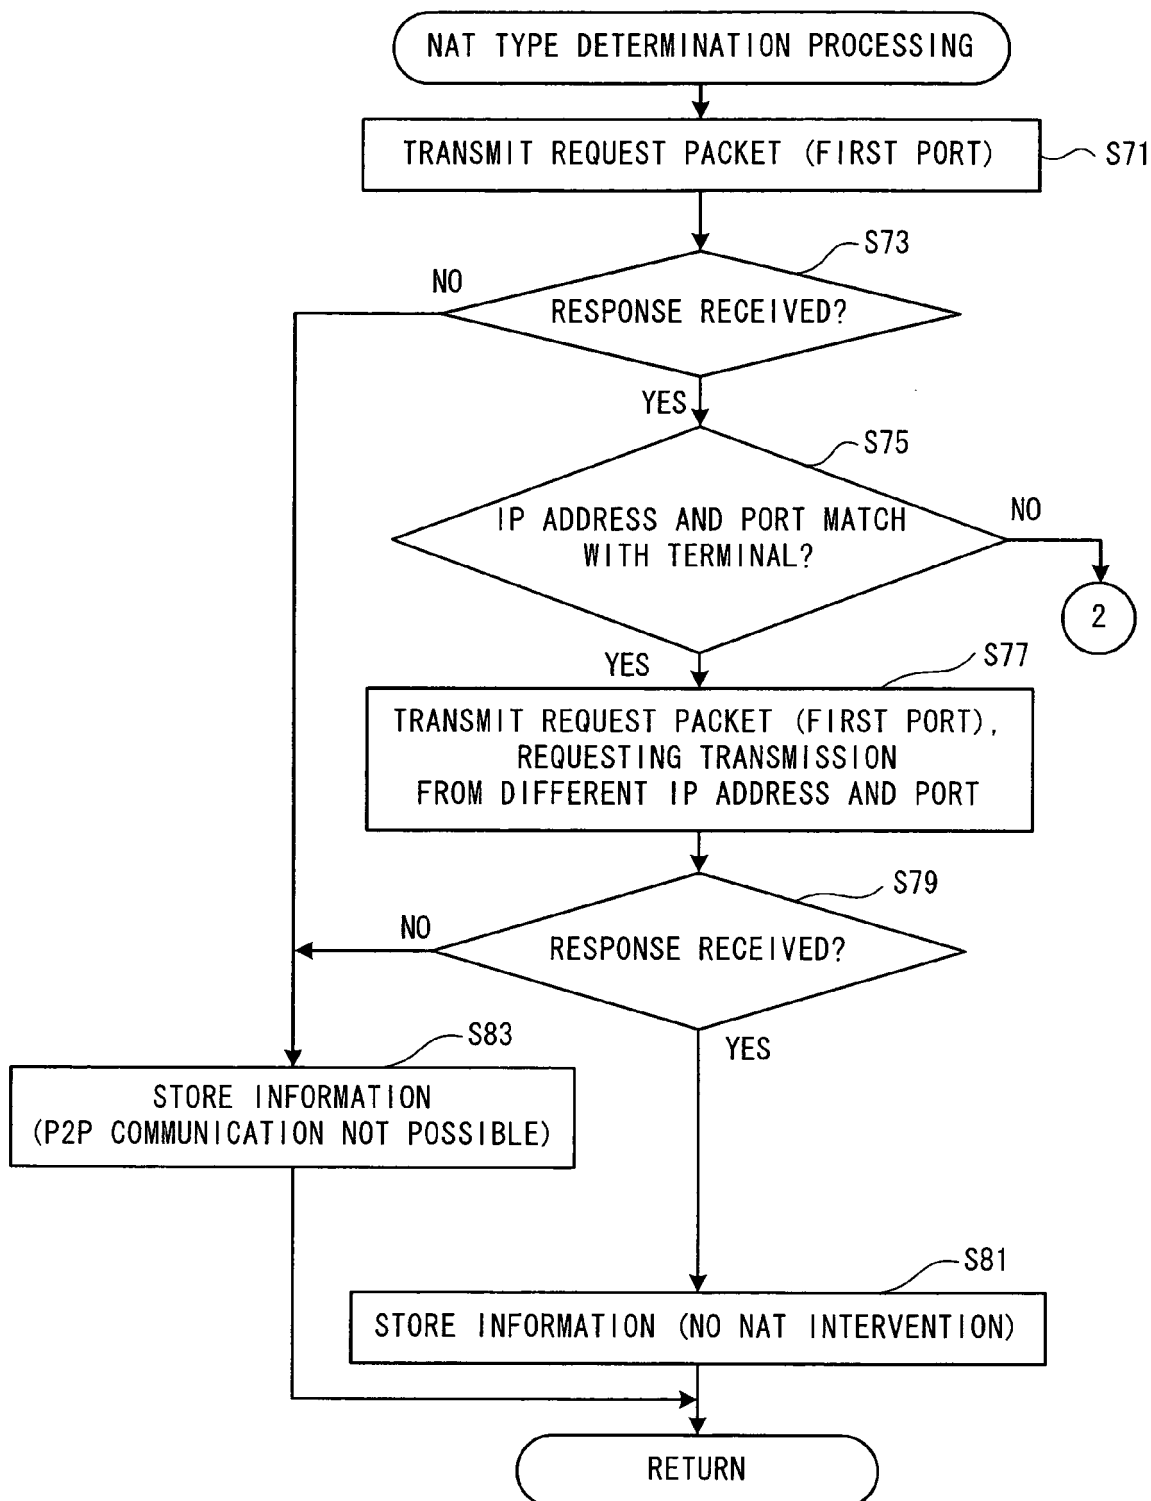 NAT TYPE DETERMINATION PROCESSING
TRANSMIT REQUEST PACKET (FIRST PORT)
S71
S73
NO
RESPONSE RECEIVED?
YES
S75
IP ADDRESS AND PORT MATCH
WITH TERMINAL?
NO
2
YES
S77
TRANSMIT REQUEST PACKET (FIRST PORT),
REQUESTING TRANSMISSION
FROM DIFFERENT IP ADDRESS AND PORT
S79
NO
RESPONSE RECEIVED?
YES
S83
STORE INFORMATION
(P2P COMMUNICATION NOT POSSIBLE)
S81
STORE INFORMATION (NO NAT INTERVENTION)
RETURN